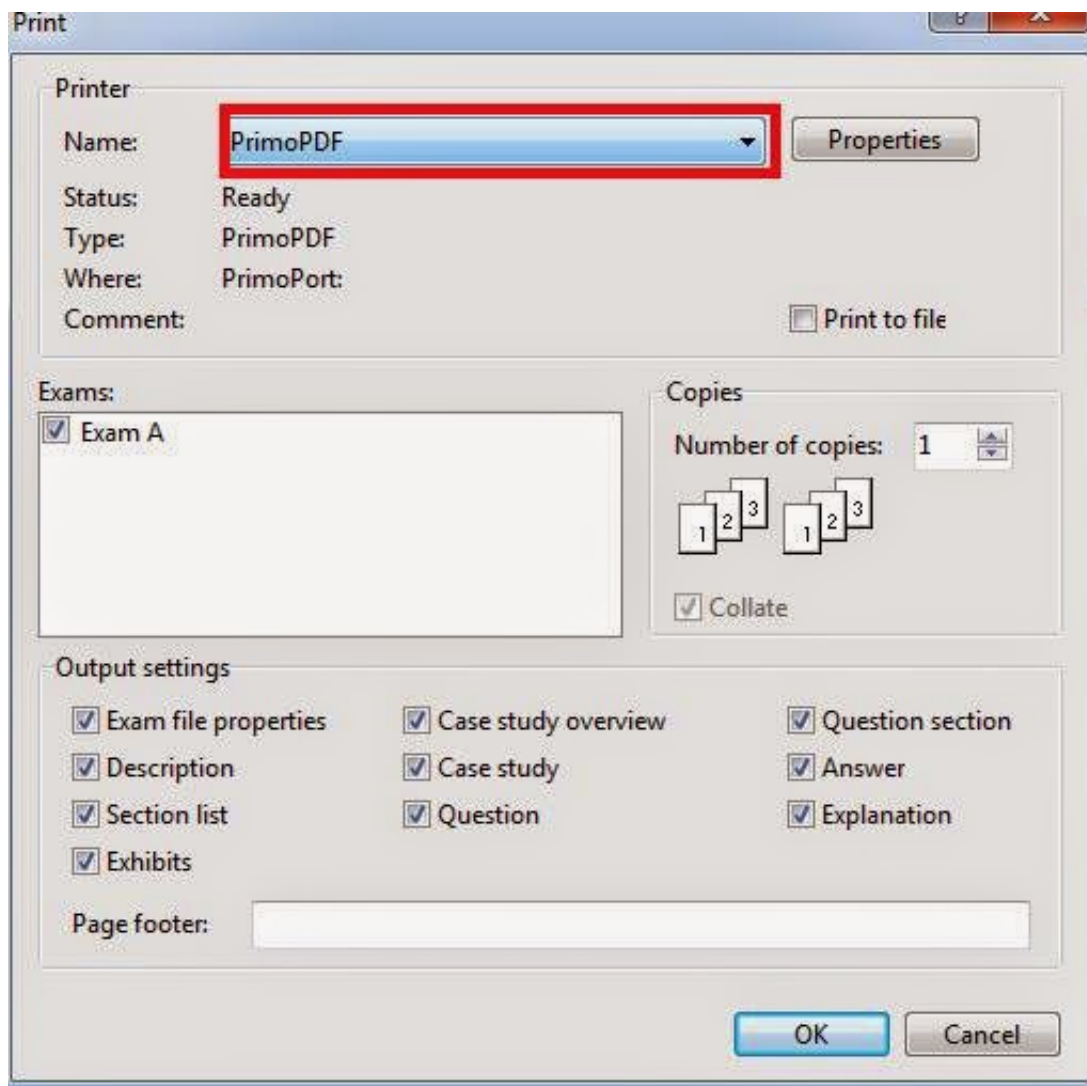 Print
?
Printer
Name: PrimoPDF Properties
Status: Ready
Type: PrimoPDF
Where: PrimoPort:
Comment: Print to file
Exams: Copies
Exam A
Number of copies: 1
1 2 3 1 2 3
Collate
Output settings
Exam file properties Case study overview Question section
Description Case study Answer
Section list Question Explanation
Exhibits
Page footer:
OK Cancel